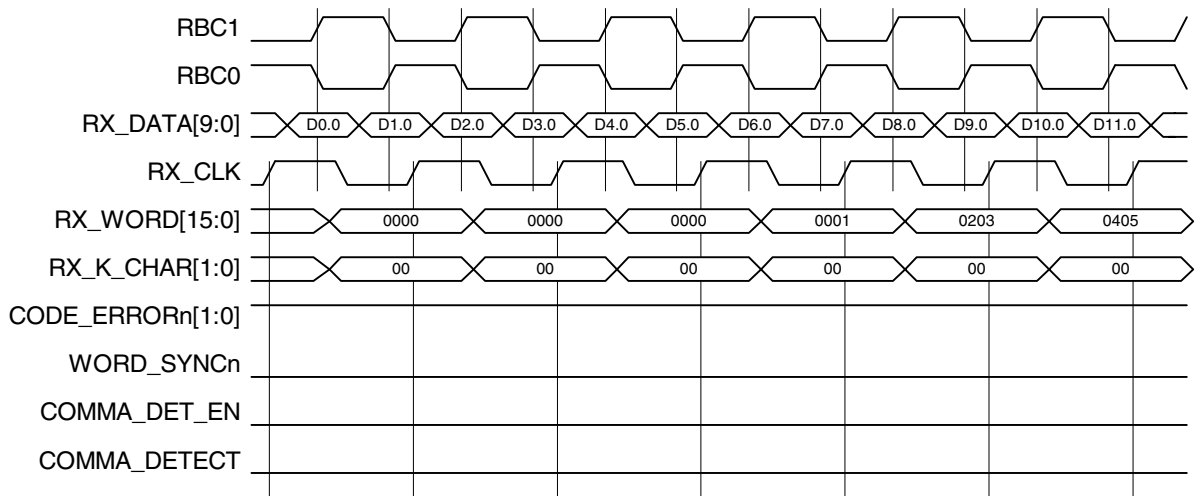 RBC1
RBC0
RX_DATA[9:0] D0.0 D1.0 D2.0 D3.0 D4.0 D5.0 D6.0 D7.0 D8.0 D9.0 D10.0 D11.0
RX_CLK
RX_WORD[15:0] 0000 0000 0000 0001 0203 0405
RX_K_CHAR[1:0] 00 00 00 00 00 00
CODE_ERRORn[1:0]
WORD_SYNCn
COMMA_DET_EN
COMMA_DETECT